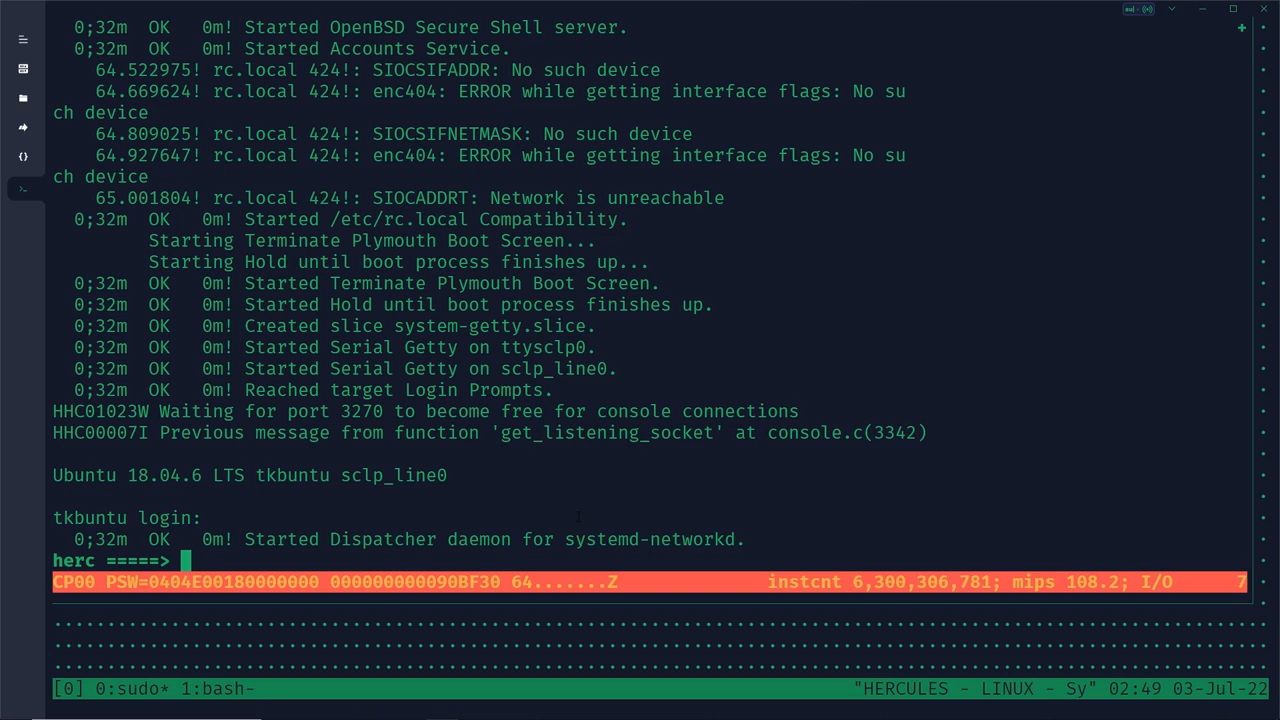 0;32m  OK   0m! Started OpenBSD Secure Shell server.
0;32m  OK   0m! Started Accounts Service.
64.522975! rc.local 424!: SIOCSIFADDR: No such device
64.669624! rc.local 424!: enc404: ERROR while getting interface flags: No su
ch device
64.809025! rc.local 424!: SIOCSIFNETMASK: No such device
64.927647! rc.local 424!: enc404: ERROR while getting interface flags: No su
ch device
65.001804! rc.local 424!: SIOCADDRT: Network is unreachable
0;32m  OK   0m! Started /etc/rc.local Compatibility.
Starting Terminate Plymouth Boot Screen...
Starting Hold until boot process finishes up...
0;32m  OK   0m! Started Terminate Plymouth Boot Screen.
0;32m  OK   0m! Started Hold until boot process finishes up.
0;32m  OK   0m! Created slice system-getty.slice.
0;32m  OK   0m! Started Serial Getty on ttysclp0.
0;32m  OK   0m! Started Serial Getty on sclp_line0.
0;32m  OK   0m! Reached target Login Prompts.
HHC01023W Waiting for port 3270 to become free for console connections
HHC00007I Previous message from function 'get_listening_socket' at console.c(3342)
Ubuntu 18.04.6 LTS tkbuntu sclp_line0
tkbuntu login:
0;32m  OK   0m! Started Dispatcher daemon for systemd-networkd.
herc =====>
CP00 PSW=0404E00180000000 000000000090BF30 64.......Z instcnt 6,300,306,781; mips 108.2; I/O 7
[0] 0:sudo* 1:bash- "HERCULES - LINUX - Sy" 02:49 03-Jul-22